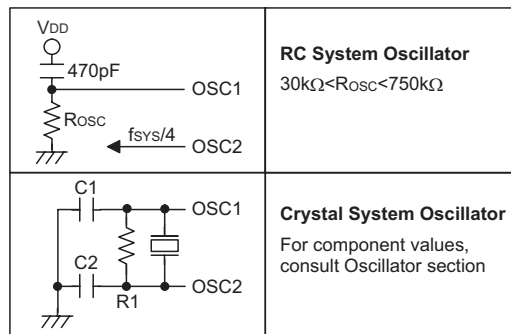 VDD
470pF
OSC1
ROSC
fSYS/4
OSC2
RC System Oscillator
30kΩ<ROSC<750kΩ
C1
OSC1
C2
R1
OSC2
Crystal System Oscillator
For component values,
consult Oscillator section